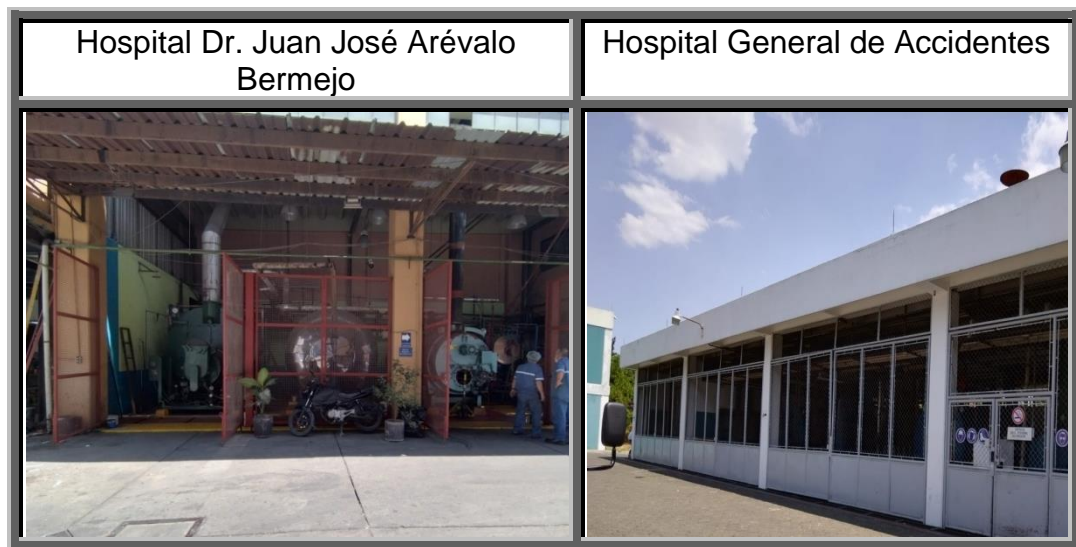 Hospital Dr. Juan José Arévalo
Bermejo
Hospital General de Accidentes